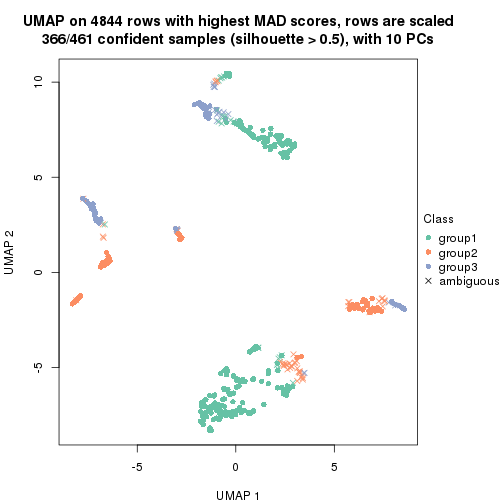 UMAP on 4844 rows with highest MAD scores, rows are scaled
366/461 confident samples (silhouette > 0.5), with 10 PCs
10
5
0
-5
UMAP 2
-5
0
5
UMAP 1
Class
group1
group2
group3
ambiguous